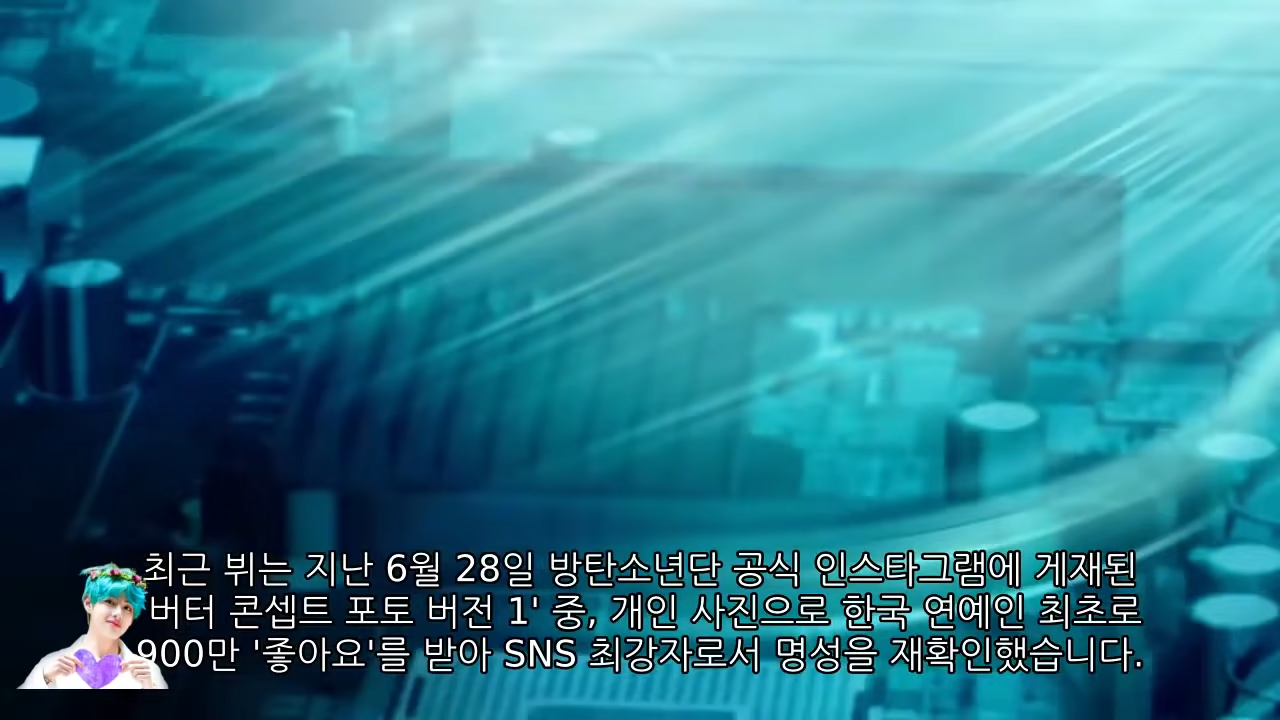 최근 뷔는 지난 6월 28일 방탄소년단 공식 인스타그램에 게재된
버터 콘셉트 포토 버전 1' 중, 개인 사진으로 한국 연예인 최초로
900만 '좋아요'를 받아 SNS 최강자로서 명성을 재확인했습니다.